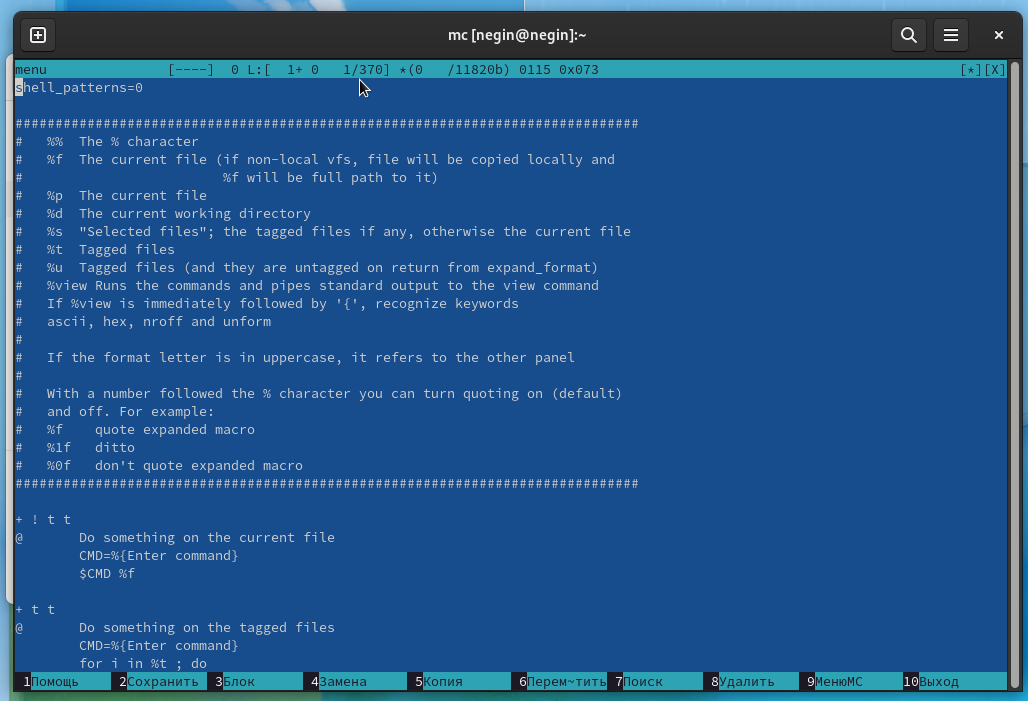 mc [negin@negin]:~
menu               [----]  0 L:[  1+ 0   1/370] *(0   /11820b) 0115 0x073                                             [*][X]
shell_patterns=0
##############################################################################
#   %%  The % character
#   %f  The current file (if non-local vfs, file will be copied locally and
#                         %f will be full path to it)
#   %p  The current file
#   %d  The current working directory
#   %s  "Selected files"; the tagged files if any, otherwise the current file
#   %t  Tagged files
#   %u  Tagged files (and they are untagged on return from expand_format)
#   %view Runs the commands and pipes standard output to the view command
#   If %view is immediately followed by '{', recognize keywords
#   ascii, hex, nroff and unform
#
#   If the format letter is in uppercase, it refers to the other panel
#
#   With a number followed the % character you can turn quoting on (default)
#   and off. For example:
#   %f    quote expanded macro
#   %1f   ditto
#   %0f   don't quote expanded macro
##############################################################################
+ ! t t
@       Do something on the current file
        CMD=%{Enter command}
        $CMD %f
+ t t
@       Do something on the tagged files
        CMD=%{Enter command}
        for i in %t ; do
1Помощь 2Сохранить 3Блок 4Замена 5Копия 6Перем~тить 7Поиск 8Удалить 9МенюMC 10Выход